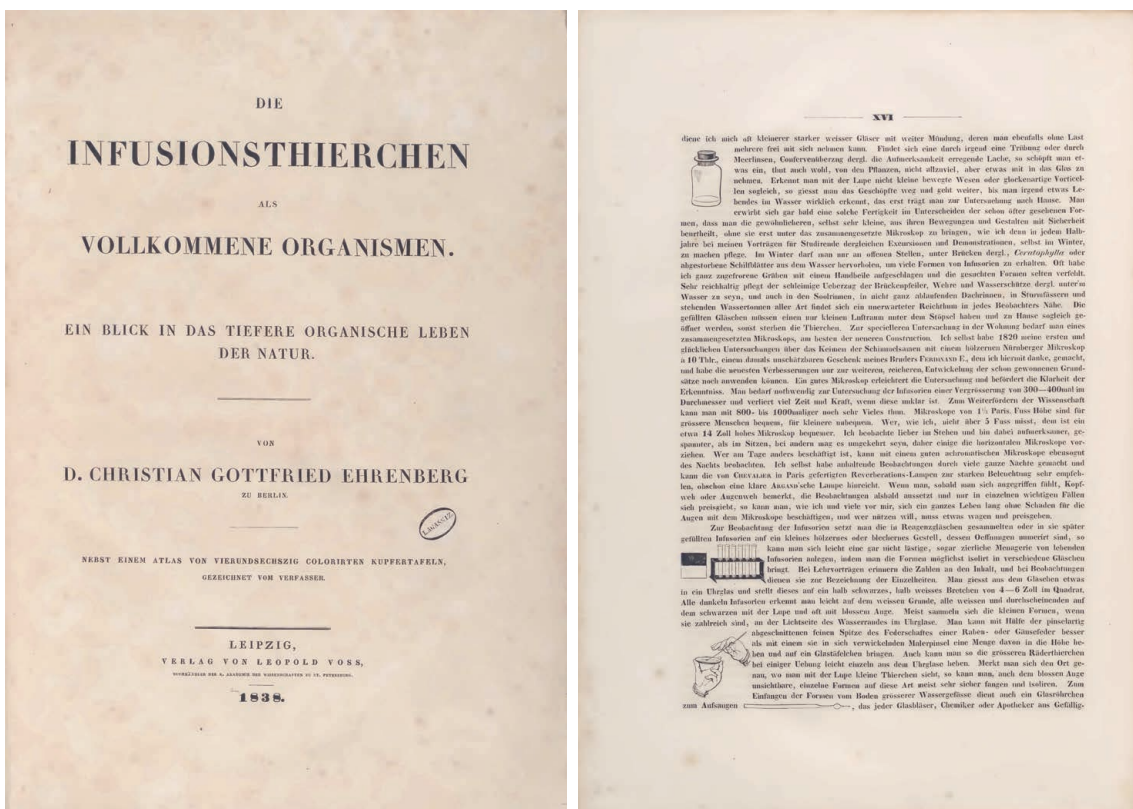 DIE
INFUSIONSTHIERCHEN
ALS
VOLLKOMMENE ORGANISMEN.
EIN BLICK IN DAS TIEFERE ORGANISCHE LEBEN
DER NATUR.
VON
D. CHRISTIAN GOTTFRIED EHRENBERG
ZU BERLIN.
L. AGASSIZ
NEBST EINEM ATLAS VON VIERUNDSECHSZIG COLORIRTEN KUPFERTAFELN,
GEZEICHNET VOM VERFASSER.
LEIPZIG,
VERLAG VON LEOPOLD VOSS,
1838.
XVI
diene ich mich oft kleinerer starker weisser Gläser mit weiter Mündung, deren man ebenfalls ohne Last
mehrere frei mit sich nehmen kann. Findet sich eine durch irgend eine Trübung oder durch
Meerlinsen, Confervenüberzug dergl. die Aufmerksamkeit erregende Lache, so schöpft man et-
was ein, thut auch wohl, von den Pflanzen, nicht allzuviel, aber etwas mit in das Glas zu
nehmen. Erkennt man mit der Lupe nicht kleine bewegte Wesen oder glockenartige Vorticel-
len sogleich, so giesst man das Geschöpfte weg und geht weiter, bis man irgend etwas Le-
bendes im Wasser wirklich erkennt, das erst trägt man zur Untersuchung nach Hause. Man
erwirbt sich gar bald eine solche Fertigkeit im Unterscheiden der schon öfter gesehenen For-
men, dass man die gewöhnlicheren, selbst sehr kleine, aus ihren Bewegungen und Gestalten mit Sicherheit
beurtheilt, ohne sie erst unter das zusammengesetzte Mikroskop zu bringen, wie ich denn in jedem Halb-
jahre bei meinen Vorträgen für Studirende dergleichen Excursionen und Demonstrationen, selbst im Winter,
zu machen pflege. Im Winter darf man nur an offenen Stellen, unter Brücken dergl., Ceratophylla oder
abgestorbene Schilfblätter aus dem Wasser hervorholen, um viele Formen von Infusorien zu erhalten. Oft habe
ich ganz zugefrorene Gräben mit einem Handbeile aufgeschlagen und die gesuchten Formen selten verfehlt.
Sehr reichhaltig pflegt der schleimige Ueberzug der Brückenpfeiler, Wehre und Wasserschätze dergl. unter'm
Wasser zu seyn, und auch in den Sodrinnen, in nicht ganz ablaufenden Dachrinnen, in Sturmfässern und
stehenden Wassertonnen aller Art findet sich ein unerwarteter Reichthum in jedes Beobachters Nähe. Die
gefüllten Gläschen müssen einen nur kleinen Luftraum unter dem Stöpsel haben und zu Hause sogleich ge-
öffnet werden, sonst sterben die Thierchen. Zur specielleren Untersuchung in der Wohnung bedarf man eines
zusammengesetzten Mikroskops, am besten der neueren Construction. Ich selbst habe 1820 meine ersten und
glücklichen Untersuchungen über das Keimen der Schimmelsamen mit einem hölzernen Nürnberger Mikroskop
à 10 Thlr., einem damals unschätzbaren Geschenk meines Bruders FERDINAND E., den ich hiermit danke, gemacht,
und habe die neuesten Verbesserungen nur zur weiteren, reicheren, Entwickelung der schon gewonnenen Grund-
sätze noch anwenden können. Ein gutes Mikroskop erleichtert die Untersuchung und befördert die Klarheit der
Erkenntniss. Man bedarf nothwendig zur Untersuchung der Infusorien einer Vergrösserung von 300—400mal im
Durchmesser und verliert viel Zeit und Kraft, wenn diese unklar ist. Zum Weiterfördern der Wissenschaft
kann man mit 800- bis 1000maliger noch sehr Vieles thun. Mikroskope von 1½ Paris. Fuss Höhe sind für
grössere Menschen bequem, für kleinere unbequem. Wer, wie ich, nicht über 5 Fuss misst, dem ist ein
etwa 14 Zoll hohes Mikroskop bequemer. Ich beobachte lieber im Stehen und bin dabei aufmerksamer, ge-
spannter, als im Sitzen, bei andern mag es umgekehrt seyn, daher einige die horizontalen Mikroskope vor-
ziehen. Wer am Tage anders beschäftigt ist, kann mit einem guten achromatischen Mikroskope ebensogut
des Nachts beobachten. Ich selbst habe anhaltende Beobachtungen durch viele ganze Nächte gemacht und
kann die von CHEVALIER in Paris gefertigten Reverberations-Lampen zur starken Beleuchtung sehr empfeh-
len, obschon eine klare ARGAND'sche Lampe hinreicht. Wenn man, sobald man sich angegriffen fühlt, Kopf-
weh oder Augenweh bemerkt, die Beobachtungen alsbald aussetzt und nur in einzelnen wichtigen Fällen
sich preisgiebt, so kann man, wie ich und viele vor mir, sich ein ganzes Leben lang ohne Schaden für die
Augen mit dem Mikroskope beschäftigen, und wer nützen will, muss etwas wagen und preisgeben.
Zur Beobachtung der Infusorien setzt man die in Reagenzgläschen gesammelten oder in sie später
gefüllten Infusorien auf ein kleines hölzernes oder blechernes Gestell, dessen Oeffnungen numerirt sind, so
kann man sich leicht eine gar nicht lästige, sogar zierliche Menagerie von lebenden
Infusorien anlegen, indem man die Formen möglichst isolirt in verschiedene Gläschen
bringt. Bei Lehrvorträgen erinnern die Zahlen an den Inhalt, und bei Beobachtungen
dienen sie zur Bezeichnung der Einzelheiten. Man giesst aus dem Gläschen etwas
in ein Uhrglas und stellt dieses auf ein halb schwarzes, halb weisses Bretchen von 4—6 Zoll im Quadrat.
Alle dunkeln Infusorien erkennt man leicht auf dem weissen Grunde, alle weissen und durchscheinenden auf
dem schwarzen mit der Lupe und oft mit blossem Auge. Meist sammeln sich die kleinen Formen, wenn
sie zahlreich sind, an der Lichtseite des Wasserrandes im Uhrglase. Man kann mit Hülfe der pinselartig
abgeschnittenen feinen Spitze des Federschaftes einer Raben- oder Gänsefeder besser
als mit einem sie in sich verwickelnden Malerpinsel eine Menge davon in die Höhe he-
ben und auf ein Glastäfelchen bringen. Auch kann man so die grösseren Räderthierchen
bei einiger Uebung leicht einzeln aus dem Uhrglase heben. Merkt man sich den Ort ge-
nau, wo man mit der Lupe kleine Thierchen sieht, so kann man, auch dem blossen Auge
unsichtbare, einzelne Formen auf diese Art meist sehr sicher fangen und isoliren. Zum
Einfangen der Formen vom Boden grösserer Wassergefässe dient auch ein Glasröhrchen
zum Aufsaugen , das jeder Glasbläser, Chemiker oder Apotheker aus Gefällig-